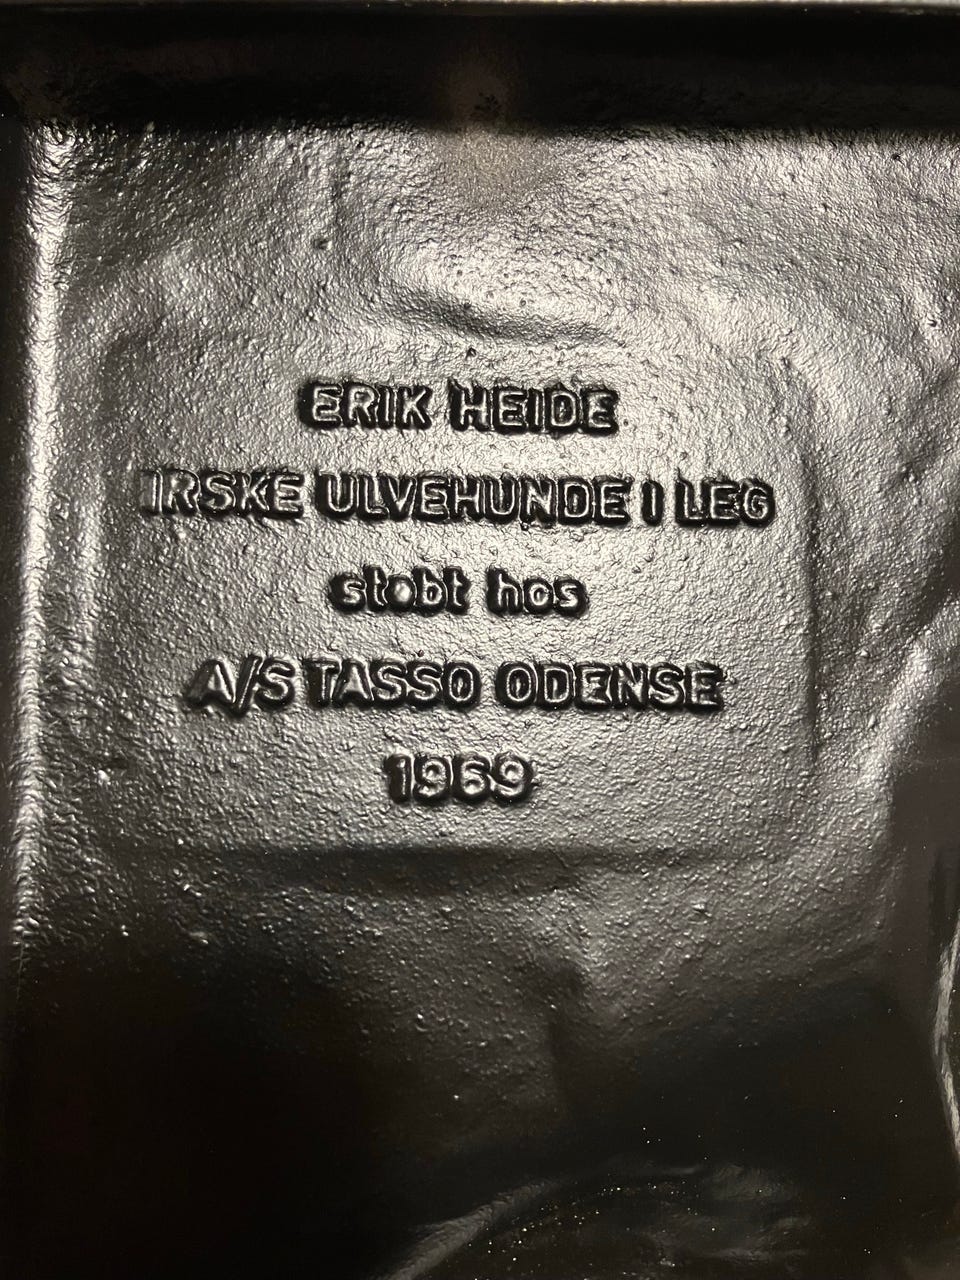 ERIK HEIDE
IRSKE ULVEHUNDE I LEG
støbt hos
A/S TASSO ODENSE
1969